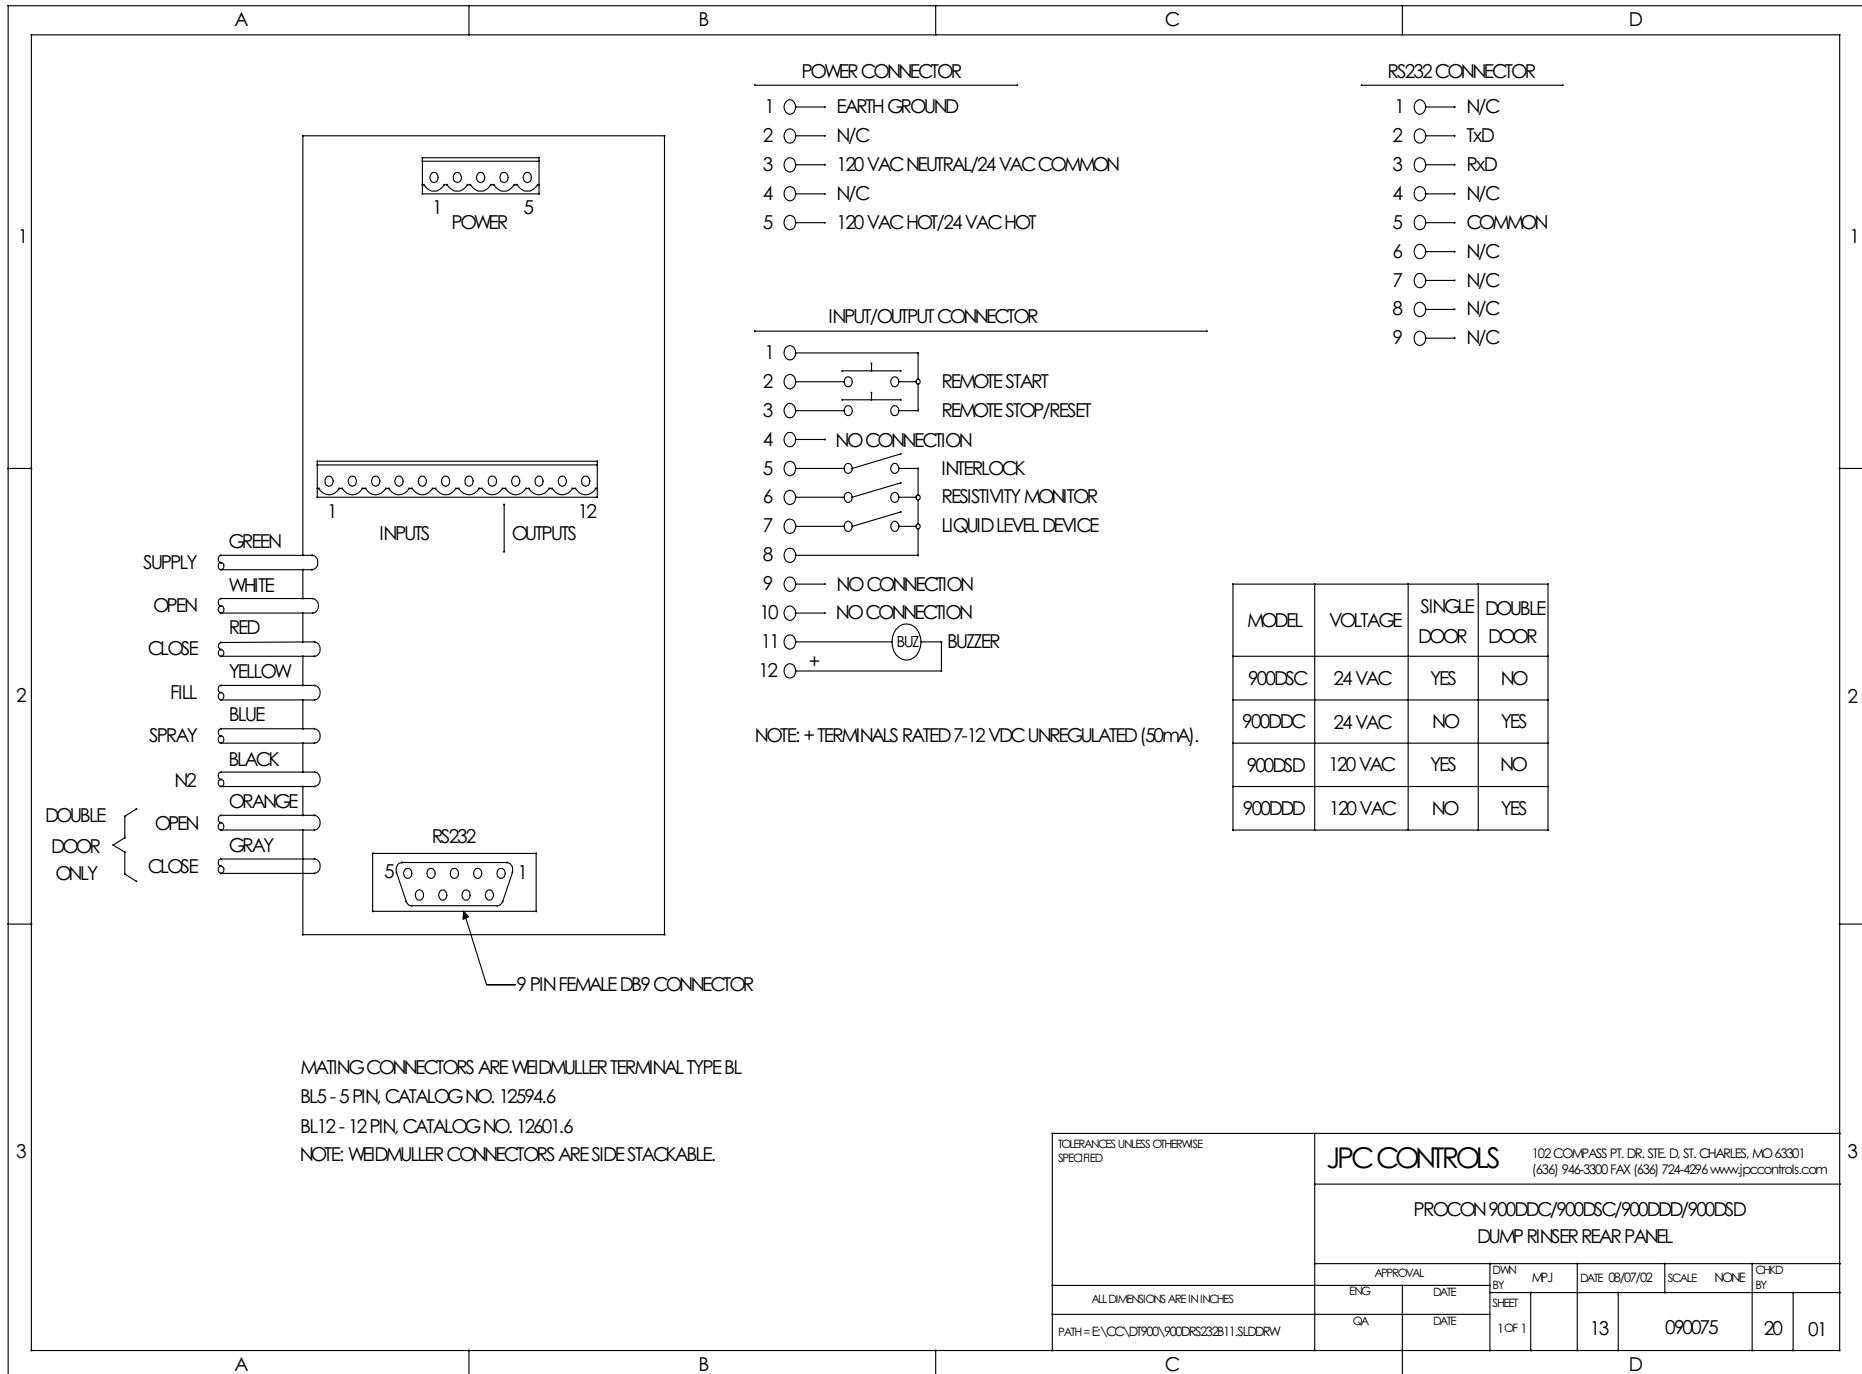 A B C D
1
2
3
1
2
3
A B C D
POWER CONNECTOR
1 EARTH GROUND
2 N/C
3 120 VAC NEUTRAL/24 VAC COMMON
4 N/C
5 120 VAC HOT/24 VAC HOT
RS232 CONNECTOR
1 N/C
2 TxD
3 RxD
4 N/C
5 COMMON
6 N/C
7 N/C
8 N/C
9 N/C
1 5
POWER
INPUT/OUTPUT CONNECTOR
1
2 REMOTE START
3 REMOTE STOP/RESET
4 NO CONNECTION
5 INTERLOCK
6 RESISTIVITY MONITOR
7 LIQUID LEVEL DEVICE
8
9 NO CONNECTION
10 NO CONNECTION
11 BUZ BUZZER
12 +
NOTE: + TERMINALS RATED 7-12 VDC UNREGULATED (50mA).
1 12
INPUTS OUTPUTS
GREEN
SUPPLY
WHITE
OPEN
RED
CLOSE
YELLOW
FILL
BLUE
SPRAY
BLACK
N2
ORANGE
OPEN
GRAY
CLOSE
DOUBLE
DOOR
ONLY
RS232
5 1
9 PIN FEMALE DB9 CONNECTOR
MODEL VOLTAGE SINGLE DOOR DOUBLE DOOR
900DSC 24 VAC YES NO
900DDC 24 VAC NO YES
900DSD 120 VAC YES NO
900DDD 120 VAC NO YES
MATING CONNECTORS ARE WEIDMULLER TERMINAL TYPE BL
BL5 - 5 PIN, CATALOG NO. 12594.6
BL12 - 12 PIN, CATALOG NO. 12601.6
NOTE: WEIDMULLER CONNECTORS ARE SIDE STACKABLE.
TOLERANCES UNLESS OTHERWISE
SPECIFIED
ALL DIMENSIONS ARE IN INCHES
PATH = E:\CC\DT900\900DRS232B11.SLDDRW
JPC CONTROLS
102 COMPASS PT. DR. STE. D, ST. CHARLES, MO 63301
(636) 946-3300 FAX (636) 724-4296 www.jpccontrols.com
PROCON 900DDC/900DSC/900DDD/900DSD
DUMP RINSER REAR PANEL
APPROVAL
ENG DATE
QA DATE
DWN BY MPJ DATE 08/07/02 SCALE NONE CHKD BY
SHEET
1 OF 1
13 090075 20 01